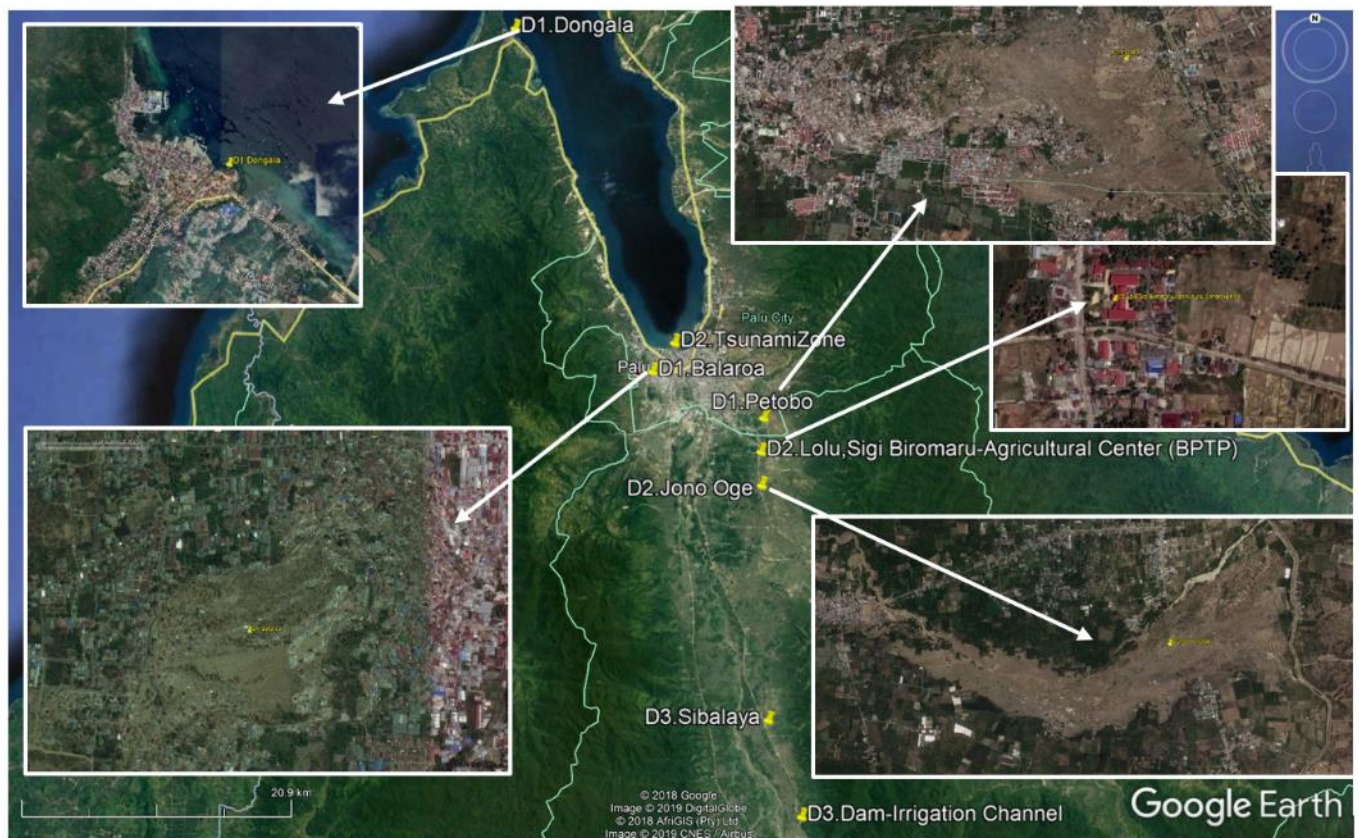 D1.Dongala
N
D1 Dongala
Palu City
D2.TsunamiZone
Palu
D1.Balaroa
D1.Petobo
D2.Lolu,Sigi Biromaru-Agricultural Center (BPTP)
D2.Jono Oge
D3.Sibalaya
20.9 km
D3.Dam-Irrigation Channel
© 2018 Google
Image © 2019 DigitalGlobe
© 2018 AfriGIS (Pty) Ltd
Image © 2019 CNES / Airbus
Google Earth